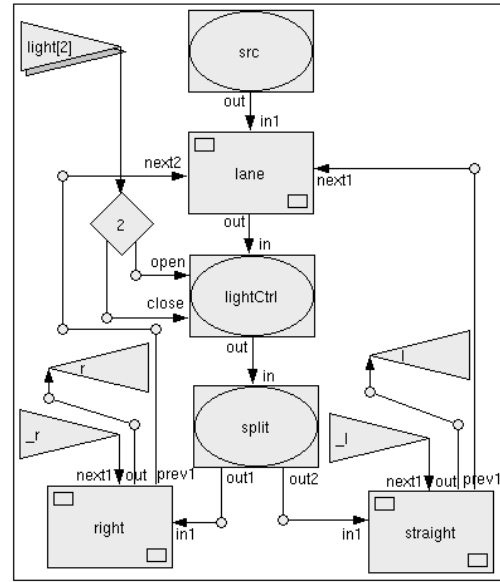 light[2]
src
out
in1
next2
lane
next1
out
2
in
open
lightCtrl
close
out
r
in
l
_r
split
_l
next1 out prev1
out1
out2
next1 out prev1
right
in1
in1
straight